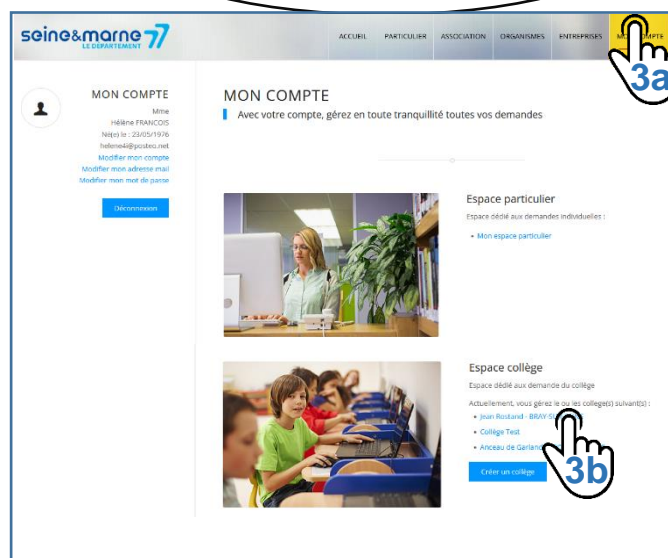 seine&marne 77
LE DÉPARTEMENT
ACCUEIL PARTICULIER ASSOCIATION ORGANISMES ENTREPRISES
3a
MON COMPTE
Mme
Hélène FRANCOIS
Né(e) le : 23/05/1976
helene4i@posteo.net
Modifier mon compte
Modifier mon adresse mail
Modifier mon mot de passe
Déconnexion
MON COMPTE
Avec votre compte, gérez en toute tranquillité toutes vos demandes
Espace particulier
Espace dédié aux demandes individuelles :
• Mon espace particulier
Espace collège
Espace dédié aux demande du collège
Actuellement, vous gérez le ou les college(s) suivant(s) :
• Jean Rostand - BRAY
• Collège Test
• Anceau de Garland
Créer un collège
3b